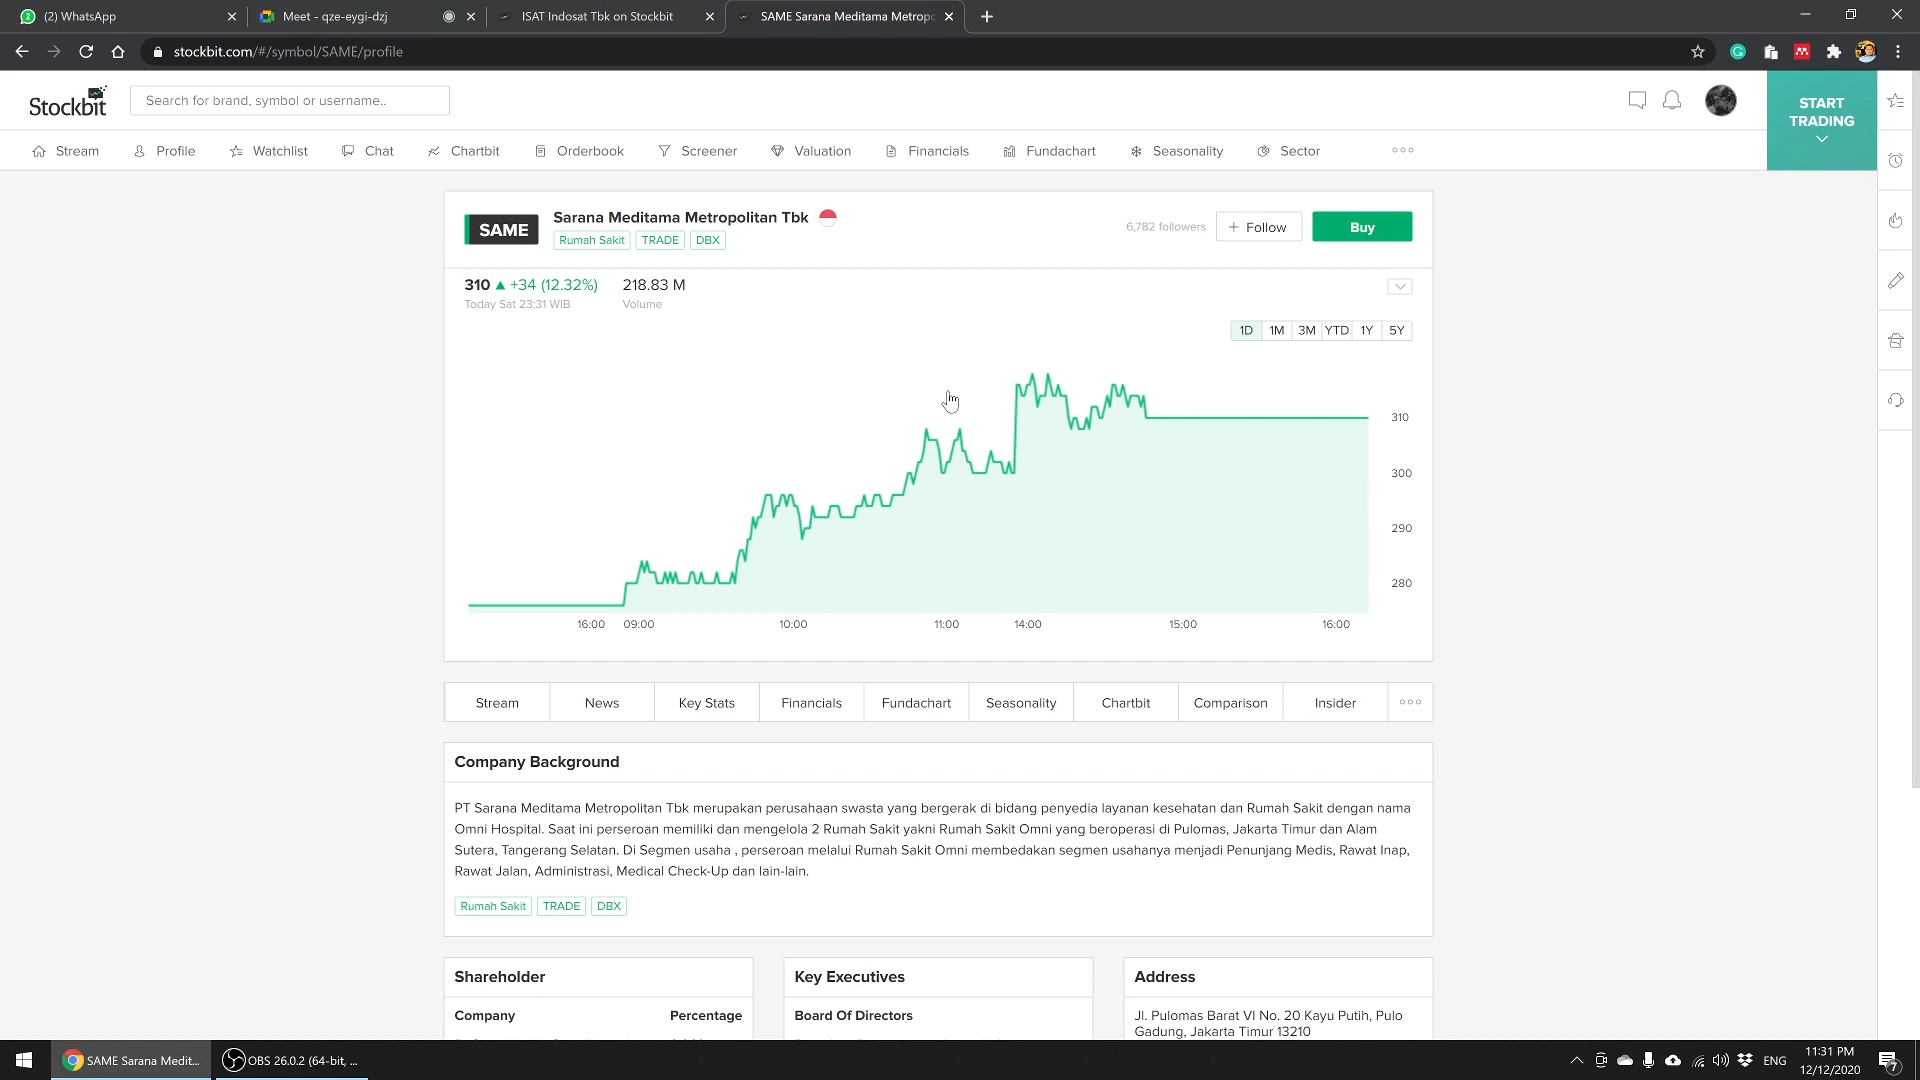 (2) WhatsApp
Meet - qze-eygi-dzj
ISAT Indosat Tbk on Stockbit
SAME Sarana Meditama Metropo
stockbit.com/#/symbol/SAME/profile
Stockbit
Search for brand, symbol or username..
START
TRADING
Stream
Profile
Watchlist
Chat
Chartbit
Orderbook
Screener
Valuation
Financials
Fundachart
Seasonality
Sector
SAME
Sarana Meditama Metropolitan Tbk
Rumah Sakit
TRADE
DBX
6,782 followers
+ Follow
Buy
310 ▲ +34 (12.32%)
218.83 M
Today Sat 23:31 WIB
Volume
1D
1M
3M
YTD
1Y
5Y
310
300
290
280
16:00
09:00
10:00
11:00
14:00
15:00
16:00
Stream
News
Key Stats
Financials
Fundachart
Seasonality
Chartbit
Comparison
Insider
Company Background
PT Sarana Meditama Metropolitan Tbk merupakan perusahaan swasta yang bergerak di bidang penyedia layanan kesehatan dan Rumah Sakit dengan nama
Omni Hospital. Saat ini perseroan memiliki dan mengelola 2 Rumah Sakit yakni Rumah Sakit Omni yang beroperasi di Pulomas, Jakarta Timur dan Alam
Sutera, Tangerang Selatan. Di Segmen usaha , perseroan melalui Rumah Sakit Omni membedakan segmen usahanya menjadi Penunjang Medis, Rawat Inap,
Rawat Jalan, Administrasi, Medical Check-Up dan lain-lain.
Rumah Sakit
TRADE
DBX
Shareholder
Company
Percentage
Key Executives
Board Of Directors
Address
Jl. Pulomas Barat VI No. 20 Kayu Putih, Pulo
Gadung, Jakarta Timur 13210
SAME Sarana Medit...
OBS 26.0.2 (64-bit, ...
ENG
11:31 PM
12/12/2020
7